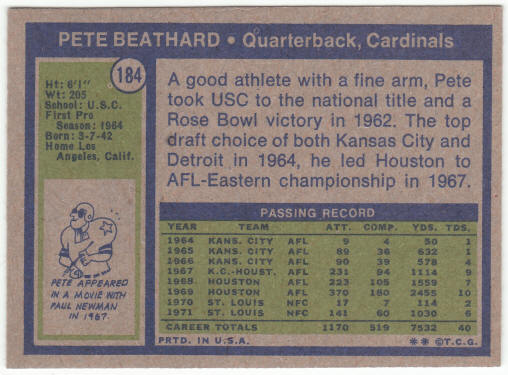 PETE BEATHARD • Quarterback, Cardinals
184
Ht: 6'1"
Wt: 205
School: U.S.C.
First Pro
Season: 1964
Born: 3-7-42
Home Los
Angeles, Calif.
A good athlete with a fine arm, Pete
took USC to the national title and a
Rose Bowl victory in 1962. The top
draft choice of both Kansas City and
Detroit in 1964, he led Houston to
AFL-Eastern championship in 1967.
PETE APPEARED
IN A MOVIE WITH
PAUL NEWMAN
IN 1967.
PASSING RECORD
YEAR TEAM ATT. COMP. YDS. TDS.
1964 KANS. CITY AFL 9 4 50 1
1965 KANS. CITY AFL 89 36 632 1
1966 KANS. CITY AFL 90 39 578 4
1967 K.C.-HOUST. AFL 231 94 1114 9
1968 HOUSTON AFL 223 105 1559 7
1969 HOUSTON AFL 370 180 2455 10
1970 ST. LOUIS NFC 17 7 114 2
1971 ST. LOUIS NFC 141 60 1030 6
CAREER TOTALS 1170 519 7532 40
PRTD. IN U.S.A. ** © T.C.G.